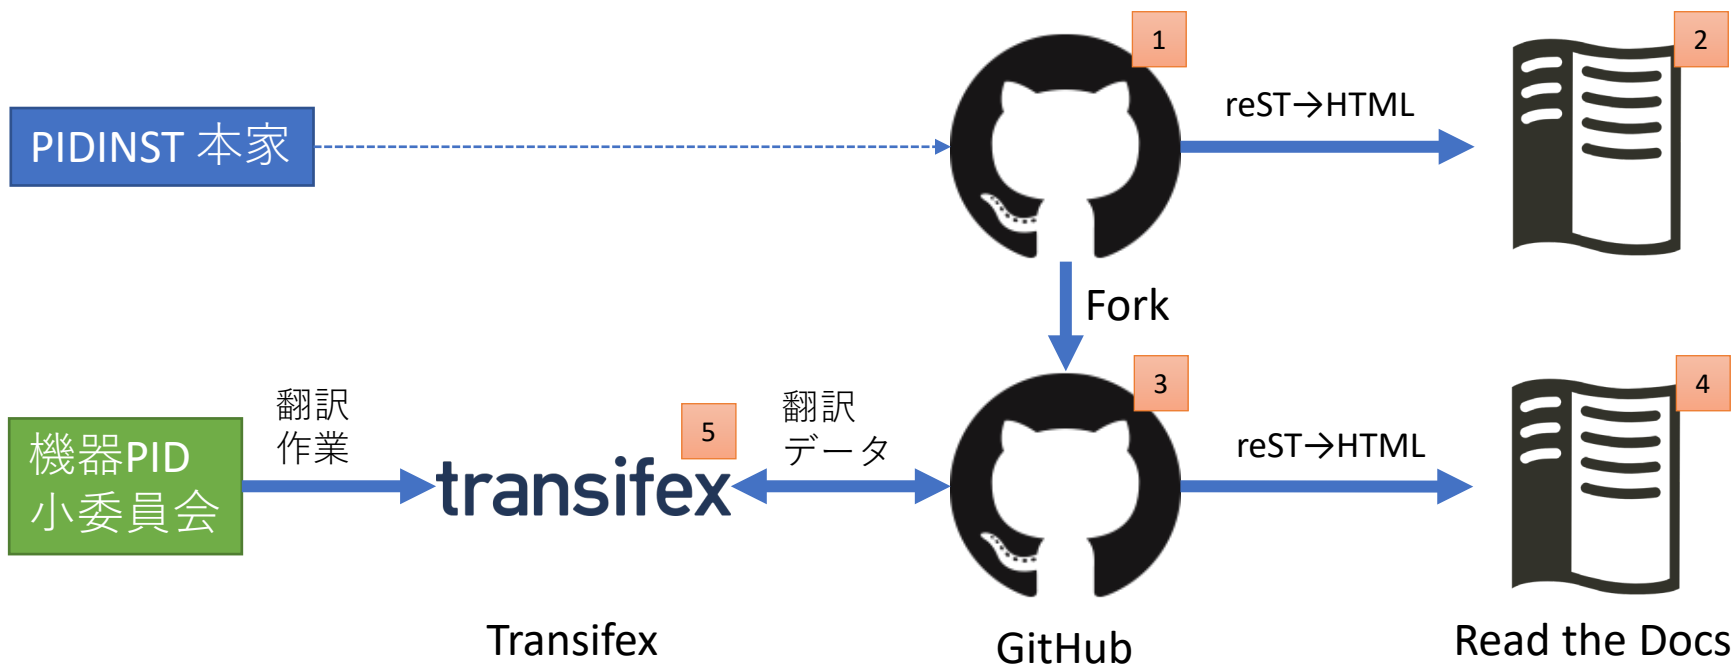 1
2
reST→HTML
PIDINST 本家
Fork
3
4
翻訳
作業
5
翻訳
データ
reST→HTML
機器PID
小委員会
transifex
Transifex
GitHub
Read the Docs